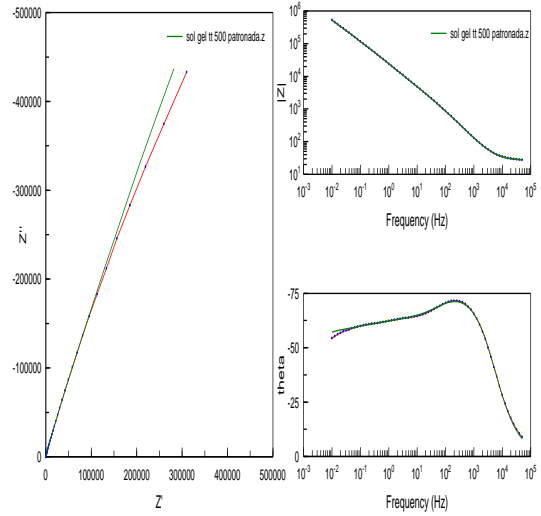 -500000
-400000
-300000
-200000
-100000
0
Z''
0 100000 200000 300000 400000 500000
Z'
sol gel tt 500 patronada.z
10^6
10^5
10^4
10^3
10^2
10^1
|Z|
10^-3 10^-2 10^-1 10^0 10^1 10^2 10^3 10^4 10^5
Frequency (Hz)
sol gel tt 500 patronada.z
-75
-50
-25
0
theta
10^-3 10^-2 10^-1 10^0 10^1 10^2 10^3 10^4 10^5
Frequency (Hz)